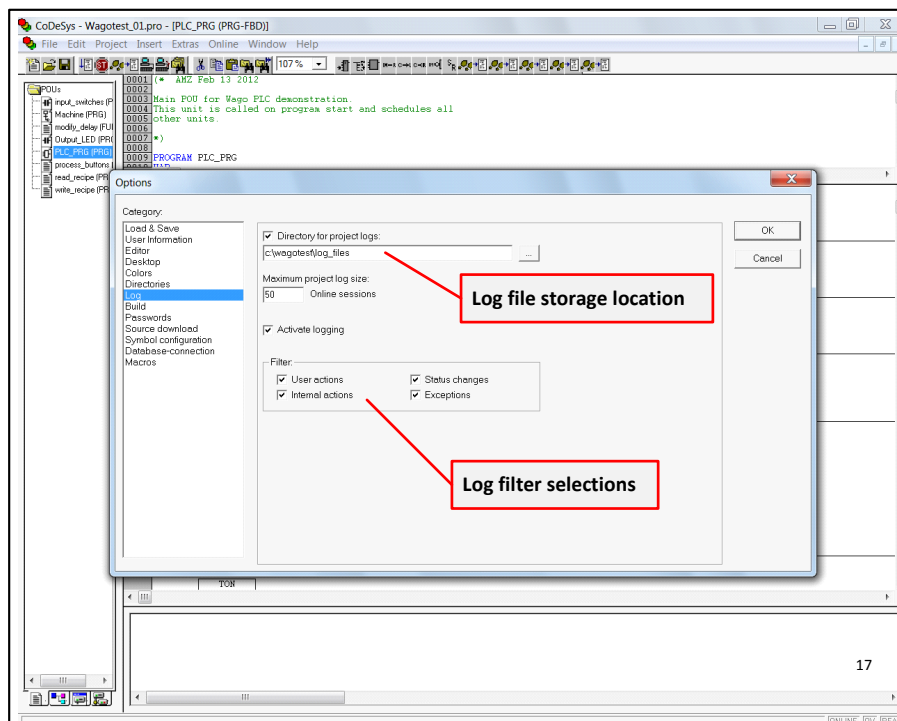 CoDeSys - Wagotest_01.pro - [PLC_PRG (PRG-FBD)]
File Edit Project Insert Extras Online Window Help
107 %
POUs
input_switches (P
Machine (PRG)
modify_delay (FUI
Output_LED (PR(
PLC_PRG (PRG)
process_buttons (
read_recipe (PR
write_recipe (PR
0001 (* AMZ Feb 13 2012
0002
0003 Main POU for Wago PLC demonstration.
0004 This unit is called on program start and schedules all
0005 other units.
0006
0007 *)
0008
0009 PROGRAM PLC_PRG
Options
Category:
Load & Save
User Information
Editor
Desktop
Colors
Directories
Log
Build
Passwords
Source download
Symbol configuration
Database-connection
Macros
Directory for project logs:
c:\wagotest\log_files
...
Maximum project log size:
50 Online sessions
Activate logging
Filter:
User actions
Status changes
Internal actions
Exceptions
OK
Cancel
Log file storage location
Log filter selections
TON
17